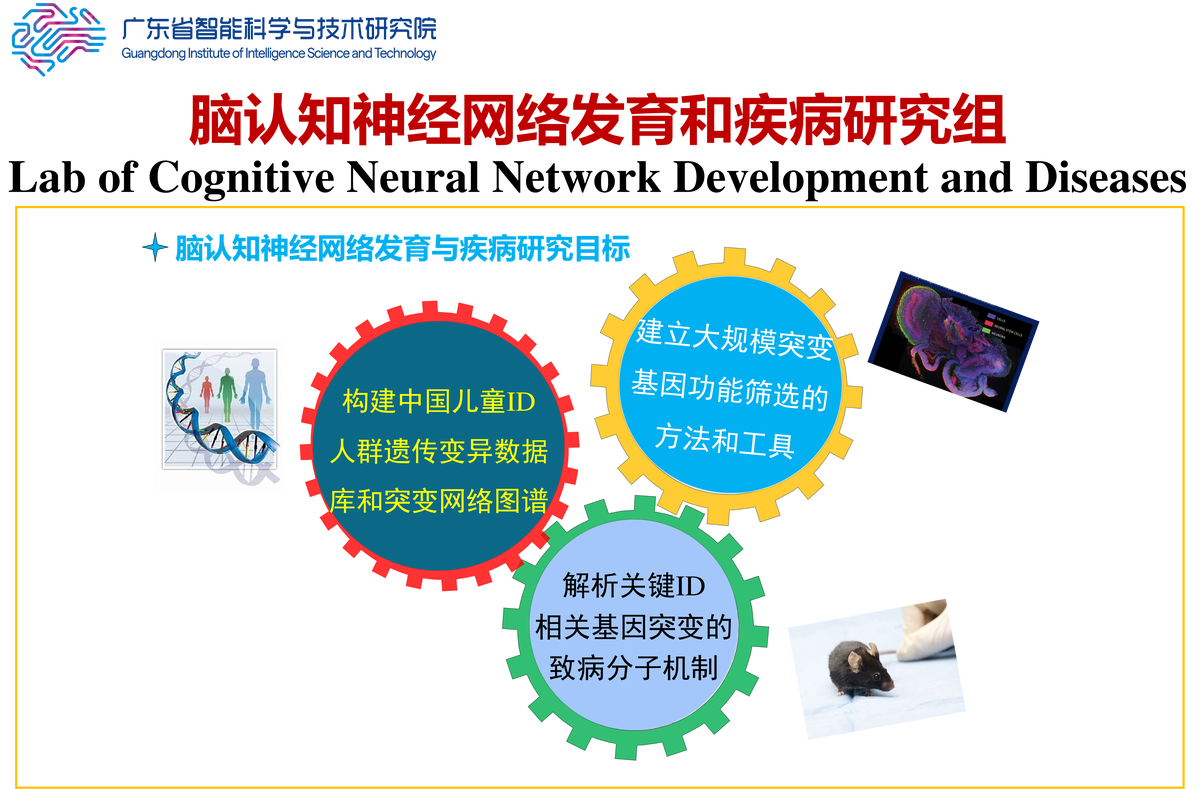 广东省智能科学与技术研究院
Guangdong Institute of Intelligence Science and Technology
脑认知神经网络发育和疾病研究组
Lab of Cognitive Neural Network Development and Diseases
脑认知神经网络发育与疾病研究目标
构建中国儿童ID
人群遗传变异数据
库和突变网络图谱
建立大规模突变
基因功能筛选的
方法和工具
解析关键ID
相关基因突变的
致病分子机制